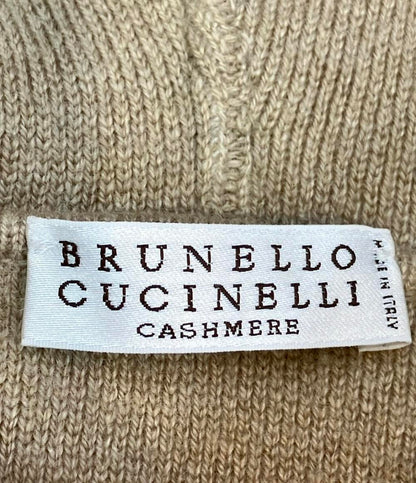 BRUNELLO
CUCINELLI
CASHMERE
MADE IN ITALY